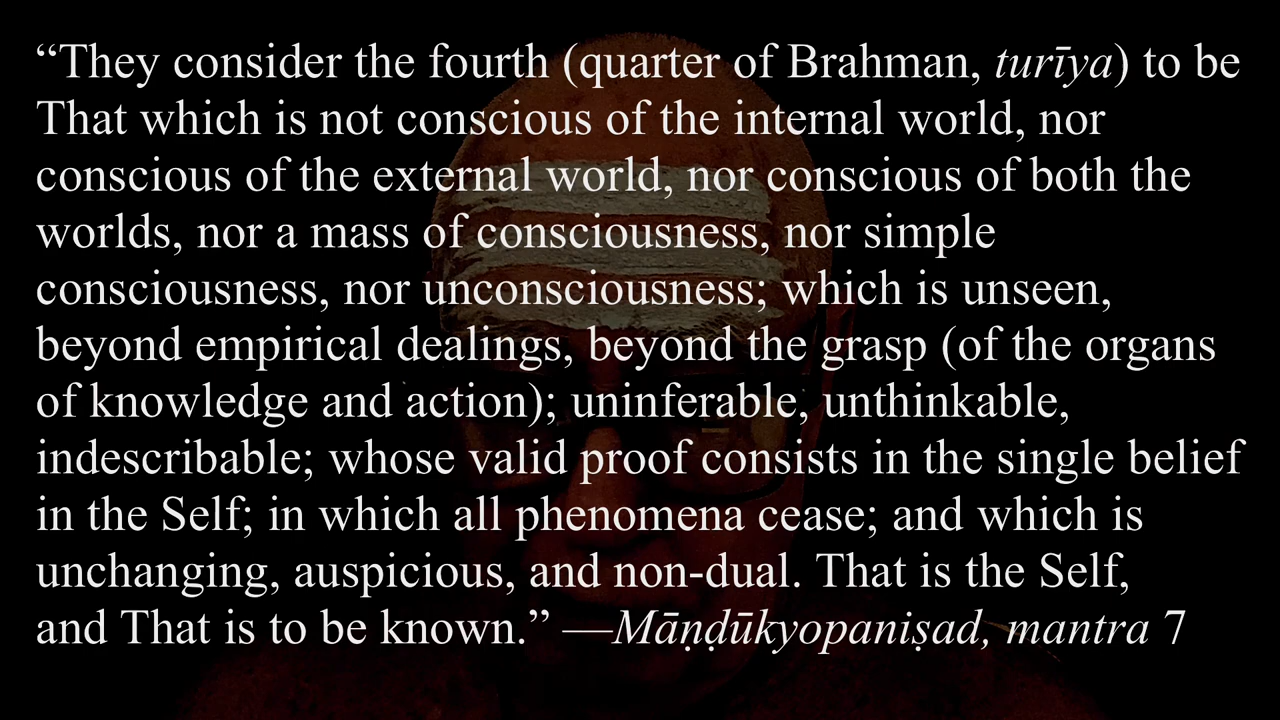 “They consider the fourth (quarter of Brahman, turīya) to be
That which is not conscious of the internal world, nor
conscious of the external world, nor conscious of both the
worlds, nor a mass of consciousness, nor simple
consciousness, nor unconsciousness; which is unseen,
beyond empirical dealings, beyond the grasp (of the organs
of knowledge and action); uninferable, unthinkable,
indescribable; whose valid proof consists in the single belief
in the Self; in which all phenomena cease; and which is
unchanging, auspicious, and non-dual. That is the Self,
and That is to be known.” —Māṇḍūkyopaniṣad, mantra 7